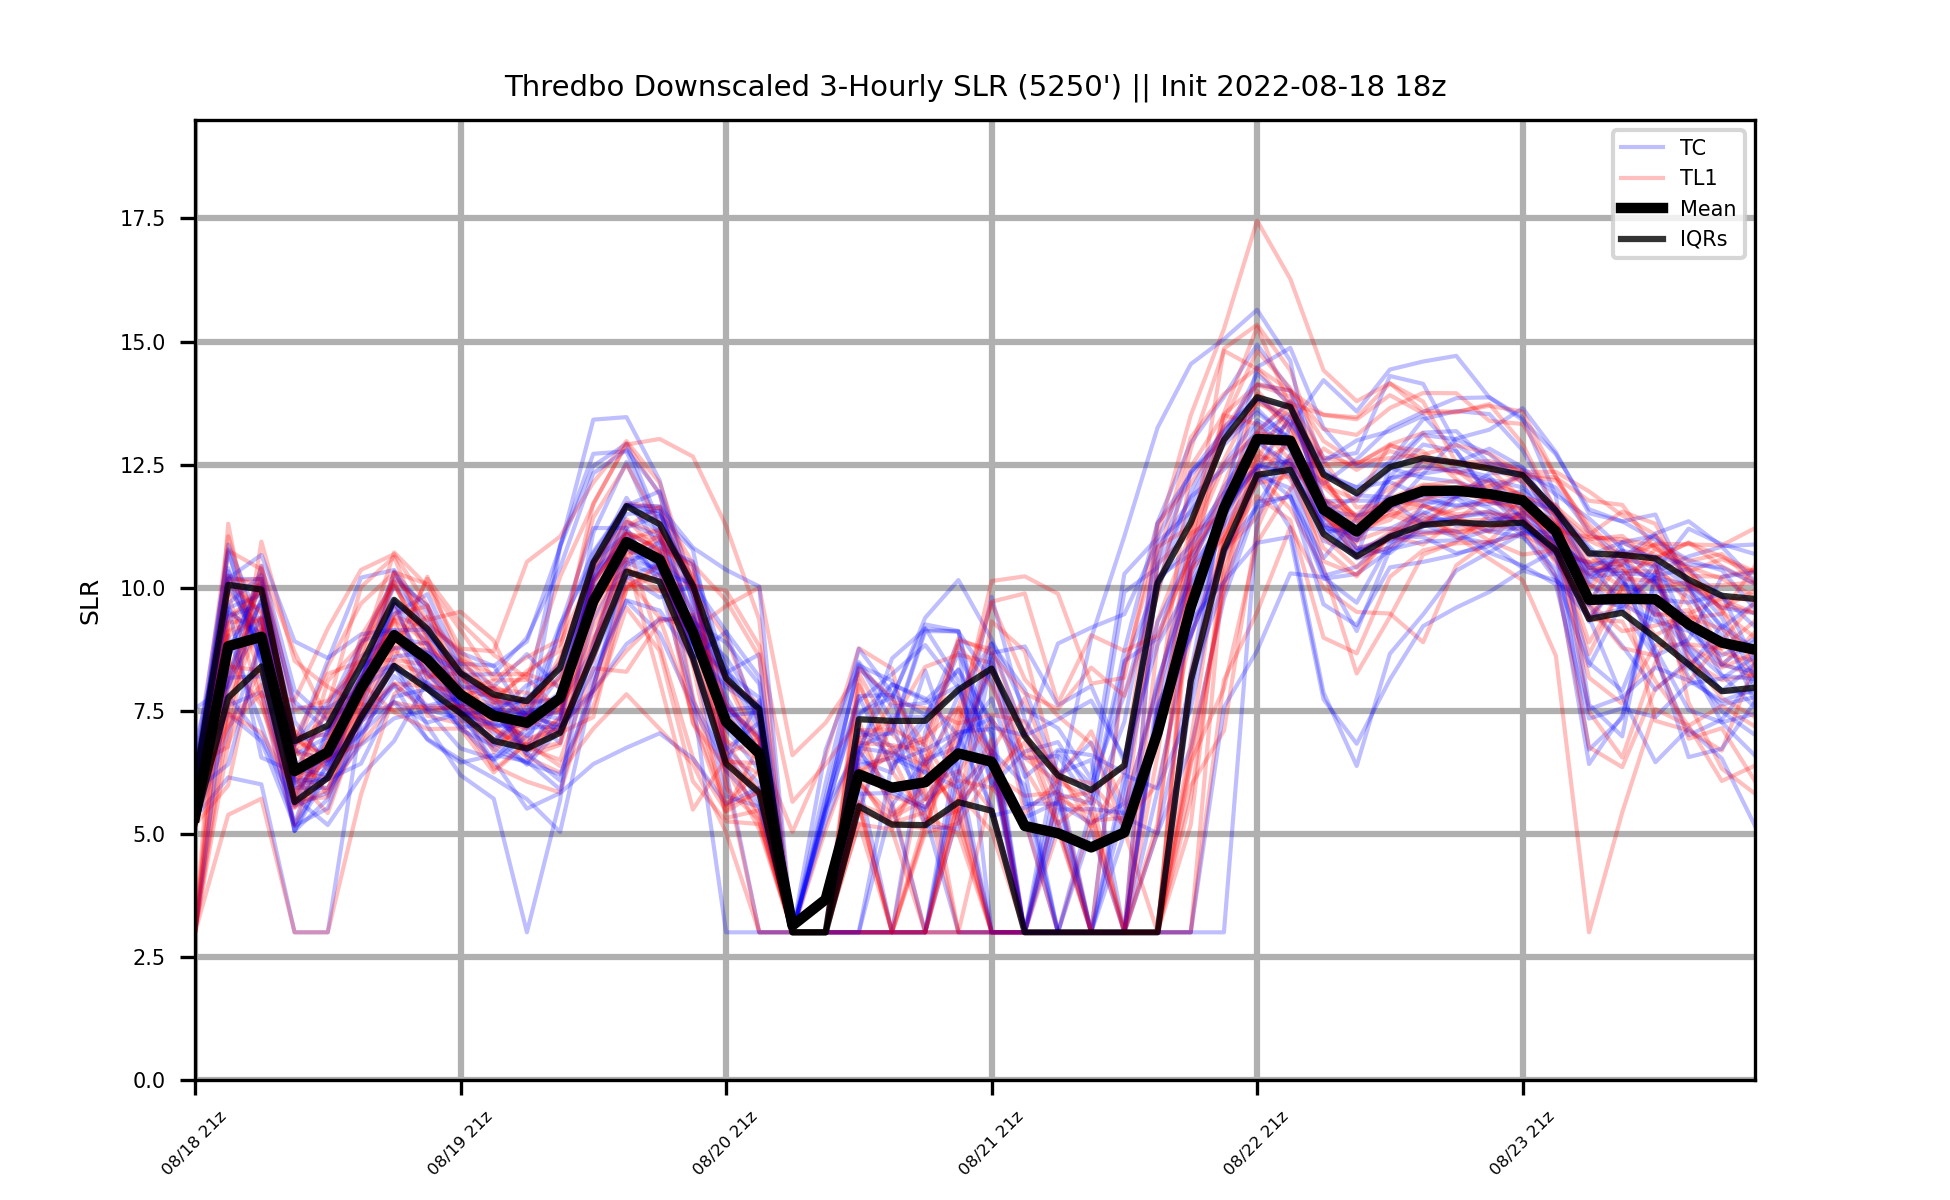 Thredbo Downscaled 3-Hourly SLR (5250') || Init 2022-08-18 18z
TC
TL1
Mean
IQRs
SLR
17.5
15.0
12.5
10.0
7.5
5.0
2.5
0.0
08/18 21z
08/19 21z
08/20 21z
08/21 21z
08/22 21z
08/23 21z